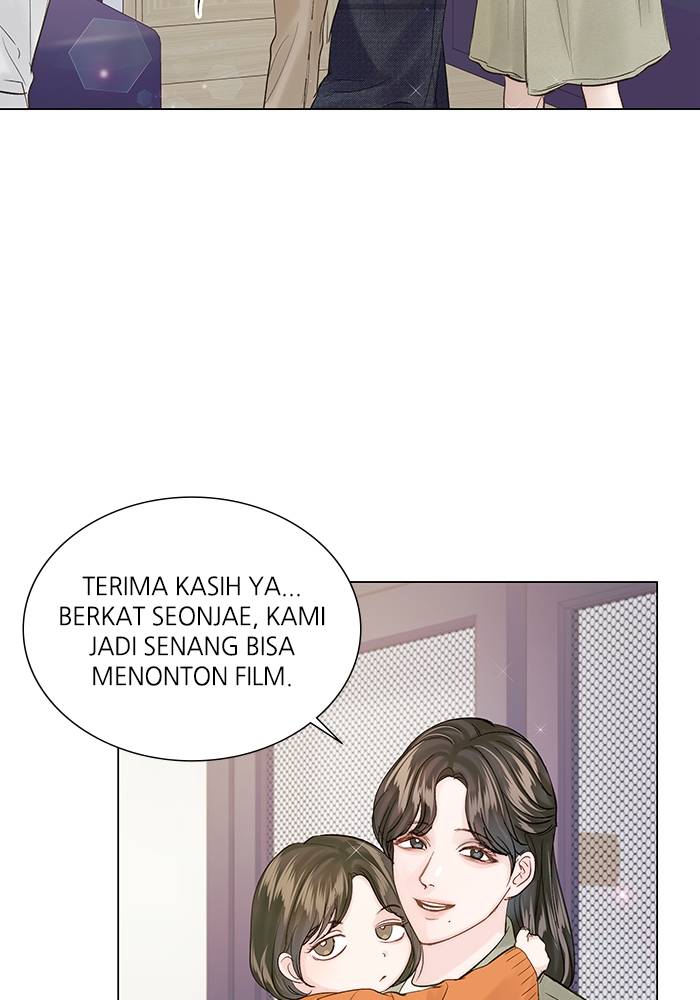 TERIMA KASIH YA...
BERKAT SEONJAE, KAMI
JADI SENANG BISA
MENONTON FILM.